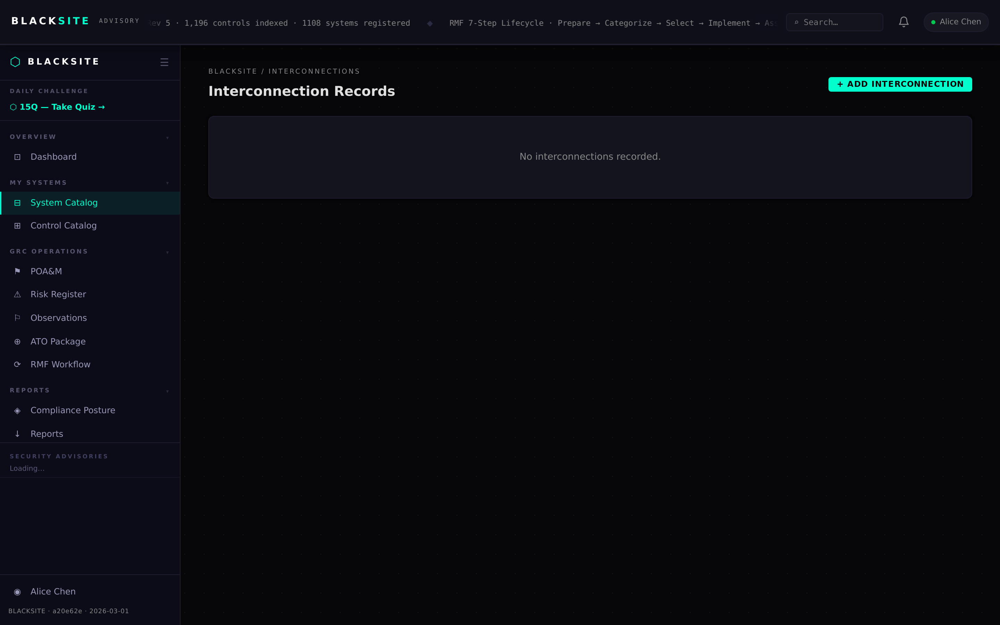 BLACKSITE ADVISORY
Rev 5 · 1,196 controls indexed · 1108 systems registered ◆ RMF 7-Step Lifecycle · Prepare → Categorize → Select → Implement →
Search…
Alice Chen
BLACKSITE
DAILY CHALLENGE
15Q — Take Quiz →
OVERVIEW
Dashboard
MY SYSTEMS
System Catalog
Control Catalog
GRC OPERATIONS
POA&M
Risk Register
Observations
ATO Package
RMF Workflow
REPORTS
Compliance Posture
Reports
SECURITY ADVISORIES
Loading…
Alice Chen
BLACKSITE · a20e62e · 2026-03-01
BLACKSITE / INTERCONNECTIONS
Interconnection Records
+ ADD INTERCONNECTION
No interconnections recorded.